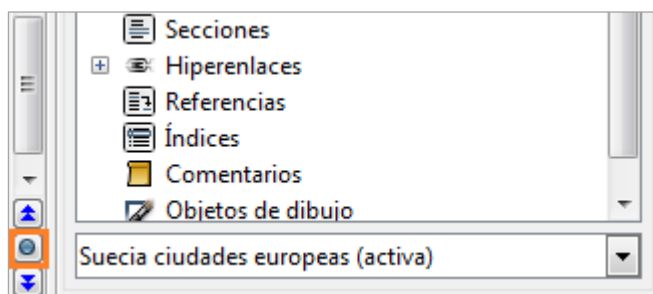 Secciones
Hiperenlaces
Referencias
Índices
Comentarios
Objetos de dibujo
Suecia ciudades europeas (activa)